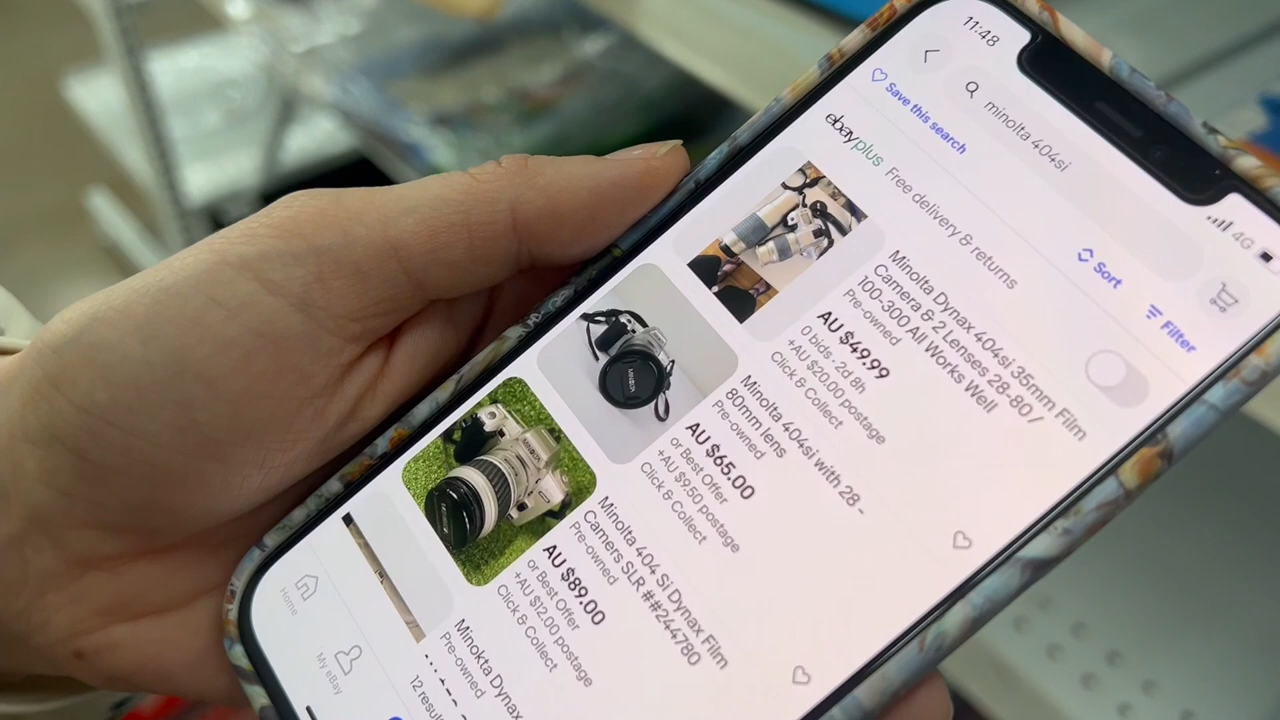 11:48
4G
minolta 404si
Save this search
ebayplus Free delivery & returns
Sort
Filter
Minolta Dynax 404si 35mm Film
Camera & 2 Lenses 28-80/
100-300 All Works Well
Pre-owned
AU $49.99
0 bids · 2d 8h
+AU $20.00 postage
Click & Collect
MINOLTA
Minolta 404si with 28 -
80mm lens
Pre-owned
AU $65.00
or Best Offer
+AU $9.50 postage
Click & Collect
Minolta 404 Si Dynax Film
Camers SLR ##244780
Pre-owned
AU $89.00
or Best Offer
+AU $12.00 postage
Click & Collect
Minokta Dynax
Pre-owned
12 resul
Home
My eBay